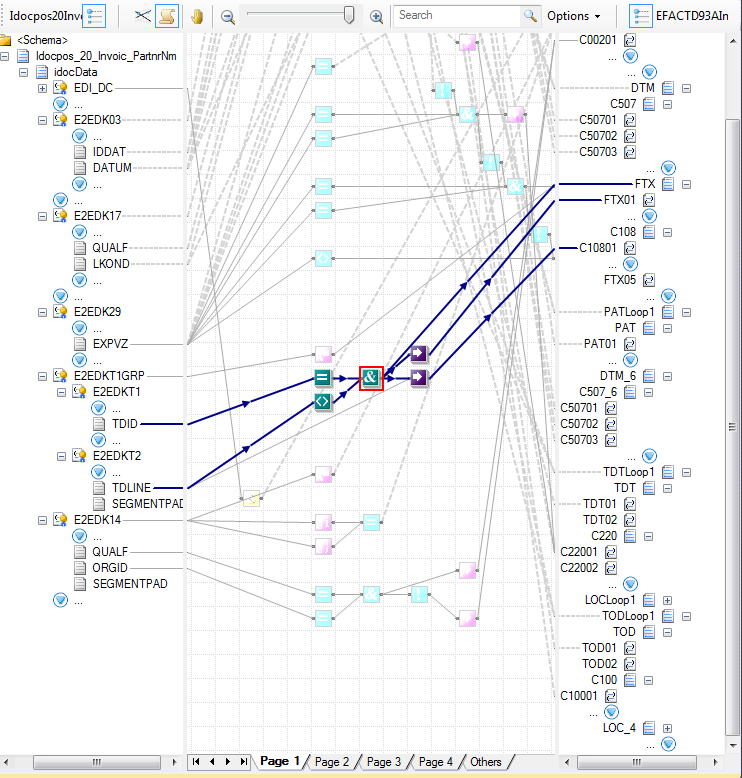 Idocpos20Invo
Search
Options
EFACTD93AIn
<Schema>
Idocpos_20_Invoic_PartnrNm
idocData
EDI_DC
...
E2EDK03
...
IDDAT
DATUM
...
...
E2EDK17
QUALF
LKOND
...
...
E2EDK29
...
EXPVZ
...
E2EDKT1GRP
E2EDKT1
...
TDID
...
E2EDKT2
...
TDLINE
SEGMENTPAD
E2EDK14
...
QUALF
ORGID
SEGMENTPAD
...
&
&
&
&
C00201
...
...
DTM
C507
C50701
C50702
C50703
...
FTX
FTX01
...
C108
C10801
...
FTX05
...
PATLoop1
PAT
PAT01
...
DTM_6
C507_6
C50701
C50702
C50703
...
TDTLoop1
TDT
TDT01
TDT02
C220
C22001
C22002
...
LOCLoop1
TODLoop1
TOD
TOD01
TOD02
C100
C10001
...
LOC_4
...
Page 1
Page 2
Page 3
Page 4
Others